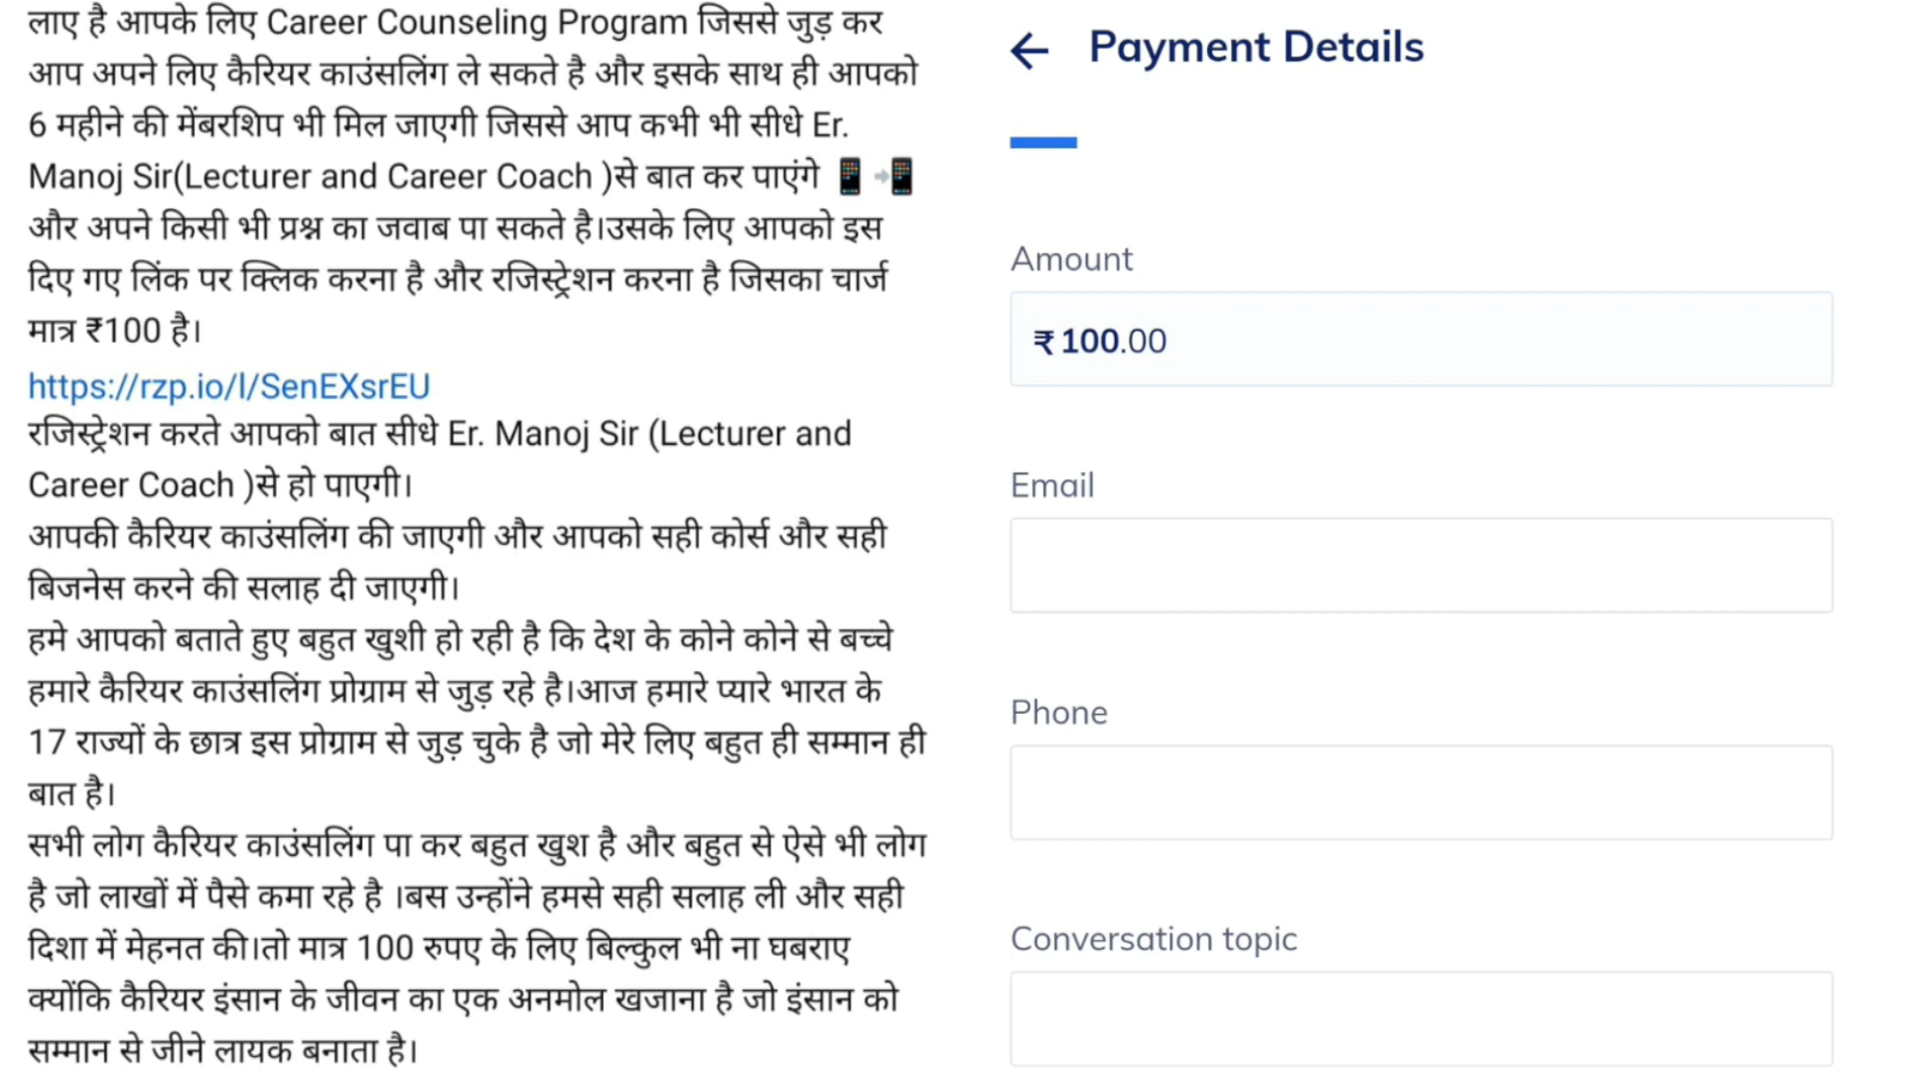 लाए है आपके लिए Career Counseling Program जिससे जुड़ कर
आप अपने लिए कैरियर काउंसलिंग ले सकते है और इसके साथ ही आपको
6 महीने की मेंबरशिप भी मिल जाएगी जिससे आप कभी भी सीधे Er.
Manoj Sir(Lecturer and Career Coach )से बात कर पाएंगे 📱📲
और अपने किसी भी प्रश्न का जवाब पा सकते है।उसके लिए आपको इस
दिए गए लिंक पर क्लिक करना है और रजिस्ट्रेशन करना है जिसका चार्ज
मात्र ₹100 है।
https://rzp.io/l/SenEXsrEU
रजिस्ट्रेशन करते आपको बात सीधे Er. Manoj Sir (Lecturer and
Career Coach )से हो पाएगी।
आपकी कैरियर काउंसलिंग की जाएगी और आपको सही कोर्स और सही
बिजनेस करने की सलाह दी जाएगी।
हमे आपको बताते हुए बहुत खुशी हो रही है कि देश के कोने कोने से बच्चे
हमारे कैरियर काउंसलिंग प्रोग्राम से जुड़ रहे है।आज हमारे प्यारे भारत के
17 राज्यों के छात्र इस प्रोग्राम से जुड़ चुके है जो मेरे लिए बहुत ही सम्मान ही
बात है।
सभी लोग कैरियर काउंसलिंग पा कर बहुत खुश है और बहुत से ऐसे भी लोग
है जो लाखों में पैसे कमा रहे है ।बस उन्होंने हमसे सही सलाह ली और सही
दिशा में मेहनत की।तो मात्र 100 रुपए के लिए बिल्कुल भी ना घबराए
क्योंकि कैरियर इंसान के जीवन का एक अनमोल खजाना है जो इंसान को
सम्मान से जीने लायक बनाता है।
Payment Details
Amount
₹ 100.00
Email
Phone
Conversation topic